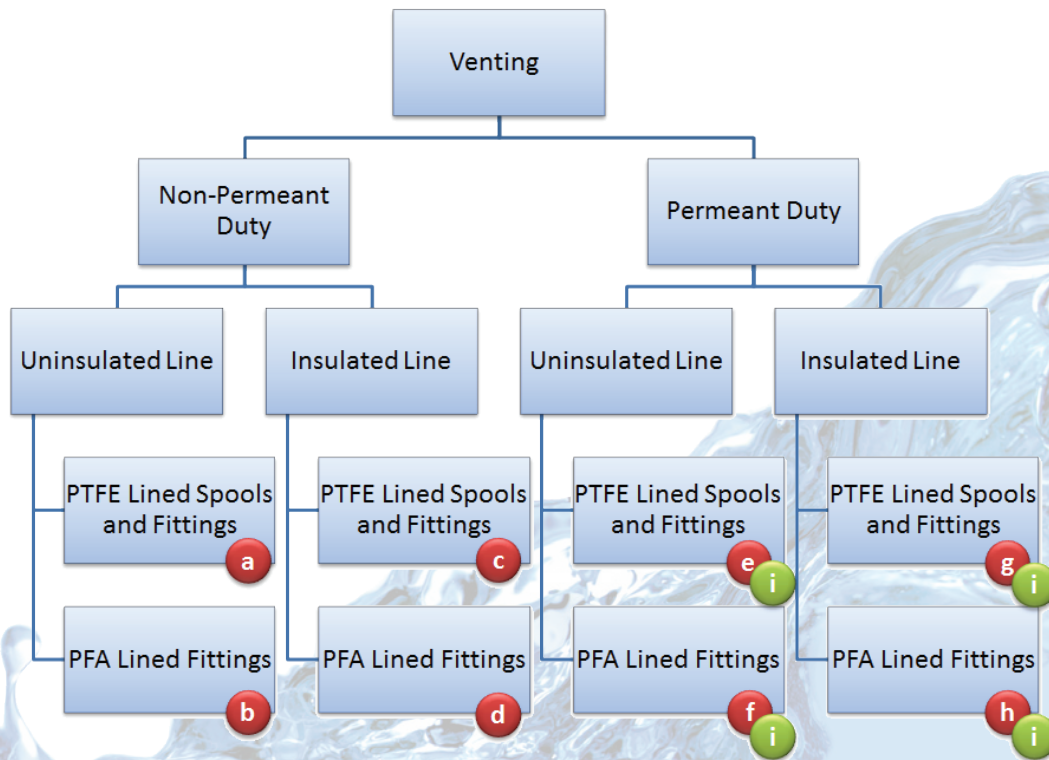 Venting
Non-Permeant
Duty
Permeant Duty
Uninsulated Line
Insulated Line
Uninsulated Line
Insulated Line
PTFE Lined Spools
and Fittings
a
PTFE Lined Spools
and Fittings
c
PTFE Lined Spools
and Fittings
e
i
PTFE Lined Spools
and Fittings
g
i
PFA Lined Fittings
b
PFA Lined Fittings
d
PFA Lined Fittings
f
i
PFA Lined Fittings
h
i